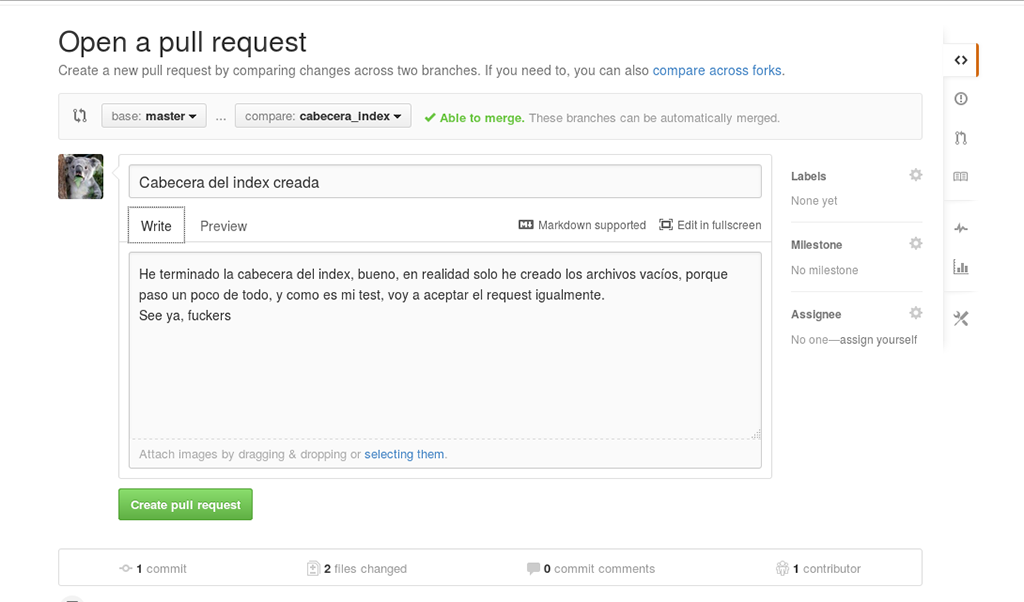 Open a pull request
Create a new pull request by comparing changes across two branches. If you need to, you can also compare across forks.
base: master ... compare: cabecera_index Able to merge. These branches can be automatically merged.
Cabecera del index creada
Write Preview Markdown supported Edit in fullscreen
He terminado la cabecera del index, bueno, en realidad solo he creado los archivos vacíos, porque
paso un poco de todo, y como es mi test, voy a aceptar el request igualmente.
See ya, fuckers
Attach images by dragging & dropping or selecting them.
Labels
None yet
Milestone
No milestone
Assignee
No one—assign yourself
Create pull request
1 commit 2 files changed 0 commit comments 1 contributor